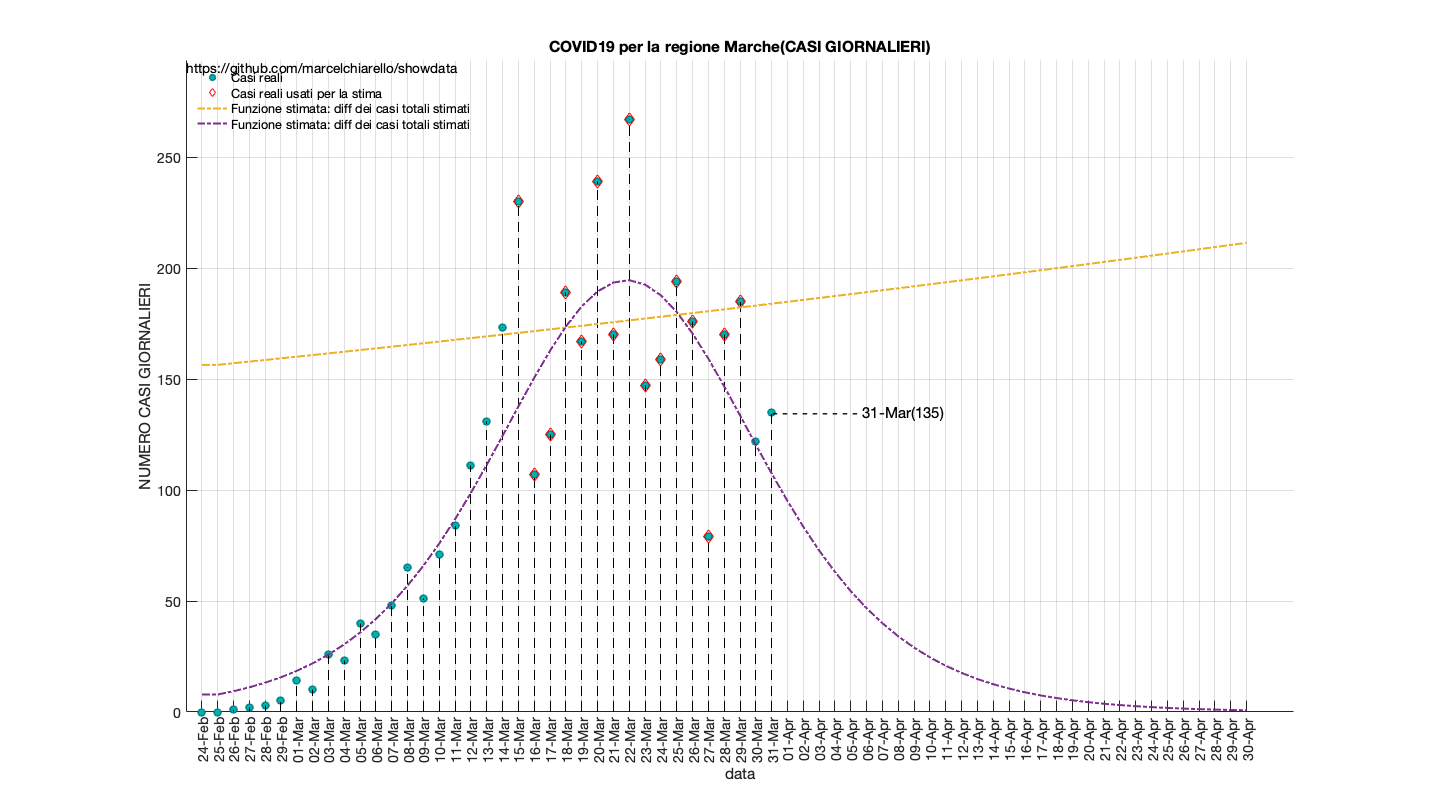 COVID19 per la regione Marche(CASI GIORNALIERI)
https://github.com/marcelchiarello/showdata
Casi reali
Casi reali usati per la stima
Funzione stimata: diff dei casi totali stimati
Funzione stimata: diff dei casi totali stimati
NUMERO CASI GIORNALIERI
250
200
150
100
50
0
31-Mar(135)
24-Feb
25-Feb
26-Feb
27-Feb
28-Feb
29-Feb
01-Mar
02-Mar
03-Mar
04-Mar
05-Mar
06-Mar
07-Mar
08-Mar
09-Mar
10-Mar
11-Mar
12-Mar
13-Mar
14-Mar
15-Mar
16-Mar
17-Mar
18-Mar
19-Mar
20-Mar
21-Mar
22-Mar
23-Mar
24-Mar
25-Mar
26-Mar
27-Mar
28-Mar
29-Mar
30-Mar
31-Mar
01-Apr
02-Apr
03-Apr
04-Apr
05-Apr
06-Apr
07-Apr
08-Apr
09-Apr
10-Apr
11-Apr
12-Apr
13-Apr
14-Apr
15-Apr
16-Apr
17-Apr
18-Apr
19-Apr
20-Apr
21-Apr
22-Apr
23-Apr
24-Apr
25-Apr
26-Apr
27-Apr
28-Apr
29-Apr
30-Apr
data